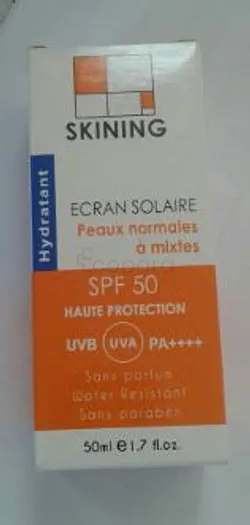 SKINING
Hydratant
ECRAN SOLAIRE
Peaux normales
à mixtes
SPF 50
HAUTE PROTECTION
UVB UVA PA++++
Sans parfum
Water Resistant
Sans paraben
50ml e 1.7 fl.oz.